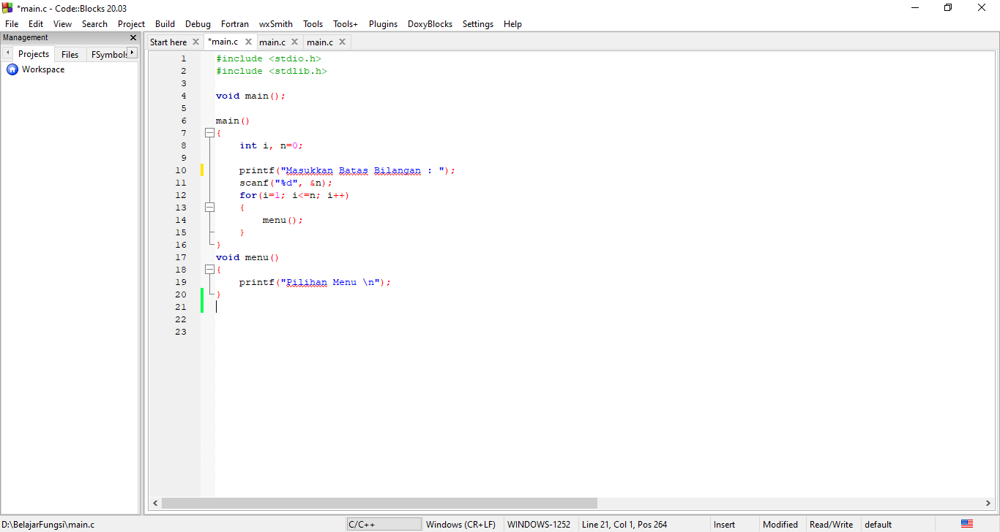 *main.c - Code::Blocks 20.03
File Edit View Search Project Build Debug Fortran wxSmith Tools Tools+ Plugins DoxyBlocks Settings Help
Management
Projects Files FSymbols
Workspace
Start here *main.c main.c main.c
1 #include <stdio.h>
2 #include <stdlib.h>
3
4 void main();
5
6 main()
7 {
8 int i, n=0;
9
10 printf("Masukkan Batas Bilangan : ");
11 scanf("%d", &n);
12 for(i=1; i<=n; i++)
13 {
14 menu();
15 }
16 }
17 void menu()
18 {
19 printf("Pilihan Menu \n");
20 }
21
22
23
D:\BelajarFungsi\main.c C/C++ Windows (CR+LF) WINDOWS-1252 Line 21, Col 1, Pos 264 Insert Modified Read/Write default